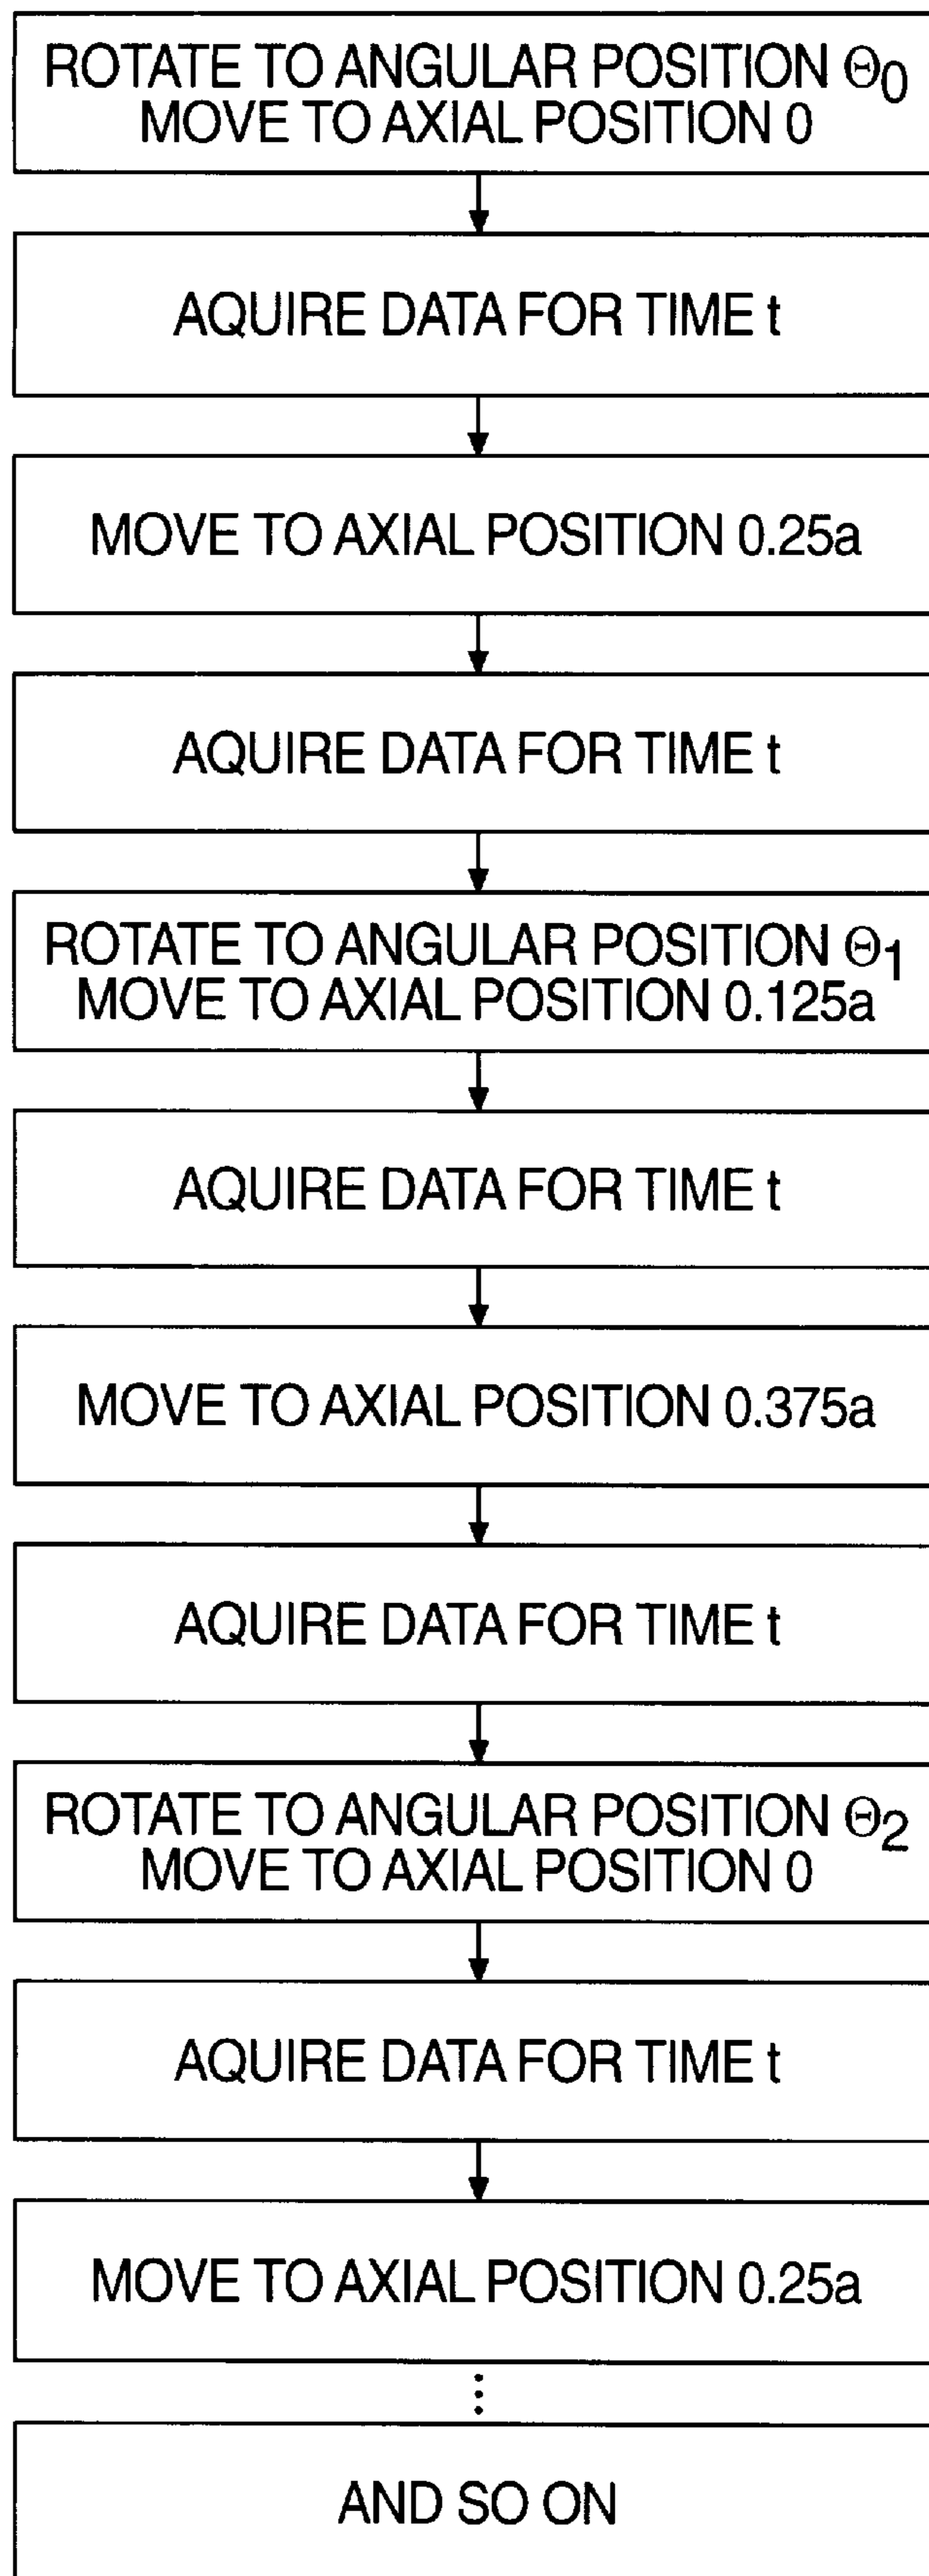 ROTATE TO ANGULAR POSITION Θ0
MOVE TO AXIAL POSITION 0
AQUIRE DATA FOR TIME t
MOVE TO AXIAL POSITION 0.25a
AQUIRE DATA FOR TIME t
ROTATE TO ANGULAR POSITION Θ1
MOVE TO AXIAL POSITION 0.125a
AQUIRE DATA FOR TIME t
MOVE TO AXIAL POSITION 0.375a
AQUIRE DATA FOR TIME t
ROTATE TO ANGULAR POSITION Θ2
MOVE TO AXIAL POSITION 0
AQUIRE DATA FOR TIME t
MOVE TO AXIAL POSITION 0.25a
AND SO ON